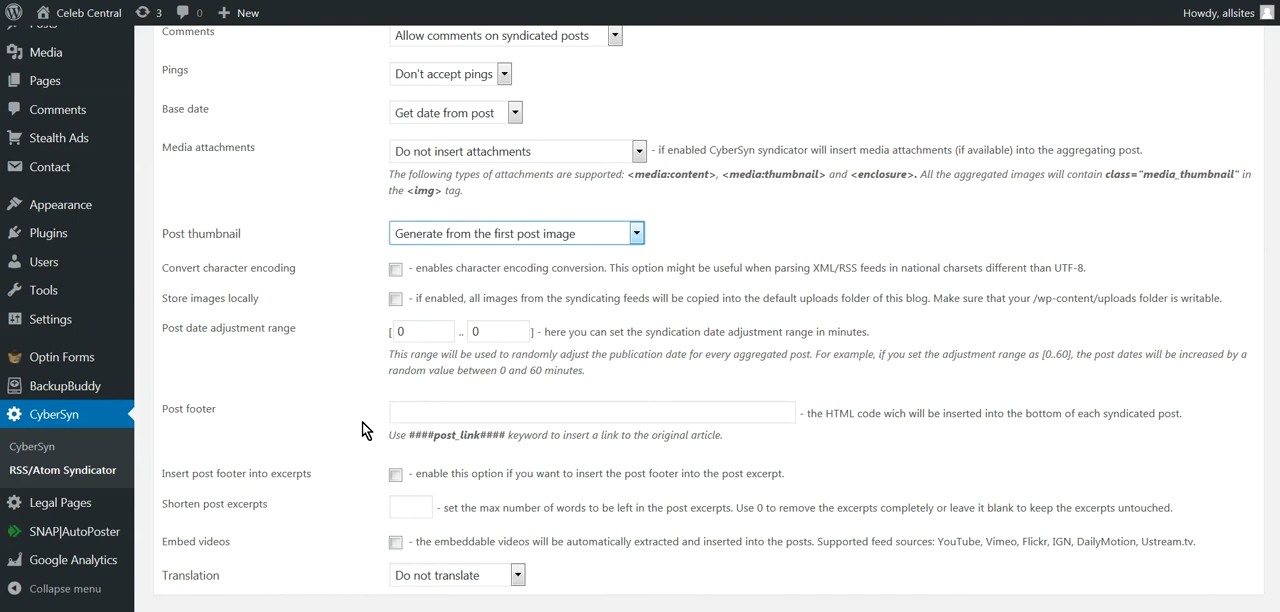 Celeb Central 3 0 New Howdy, allsites
Posts
Media
Pages
Comments
Stealth Ads
Contact
Appearance
Plugins
Users
Tools
Settings
Optin Forms
BackupBuddy
CyberSyn
CyberSyn
RSS/Atom Syndicator
Legal Pages
SNAP|AutoPoster
Google Analytics
Collapse menu
Comments Allow comments on syndicated posts
Pings Don't accept pings
Base date Get date from post
Media attachments Do not insert attachments - if enabled CyberSyn syndicator will insert media attachments (if available) into the aggregating post.
The following types of attachments are supported: <media:content>, <media:thumbnail> and <enclosure>. All the aggregated images will contain class="media_thumbnail" in
the <img> tag.
Post thumbnail Generate from the first post image
Convert character encoding - enables character encoding conversion. This option might be useful when parsing XML/RSS feeds in national charsets different than UTF-8.
Store images locally - if enabled, all images from the syndicating feeds will be copied into the default uploads folder of this blog. Make sure that your /wp-content/uploads folder is writable.
Post date adjustment range [ 0 .. 0 ] - here you can set the syndication date adjustment range in minutes.
This range will be used to randomly adjust the publication date for every aggregated post. For example, if you set the adjustment range as [0..60], the post dates will be increased by a
random value between 0 and 60 minutes.
Post footer - the HTML code wich will be inserted into the bottom of each syndicated post.
Use ####post_link#### keyword to insert a link to the original article.
Insert post footer into excerpts - enable this option if you want to insert the post footer into the post excerpt.
Shorten post excerpts - set the max number of words to be left in the post excerpts. Use 0 to remove the excerpts completely or leave it blank to keep the excerpts untouched.
Embed videos - the embeddable videos will be automatically extracted and inserted into the posts. Supported feed sources: YouTube, Vimeo, Flickr, IGN, DailyMotion, Ustream.tv.
Translation Do not translate